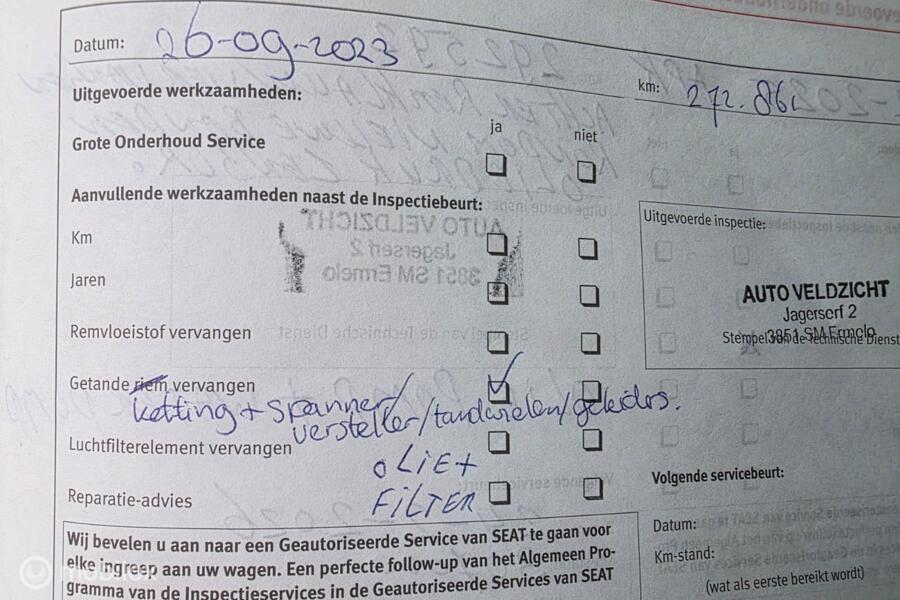 Datum: 26-09-2023
km: 272.861
Uitgevoerde werkzaamheden:
ja niet
Grote Onderhoud Service
Aanvullende werkzaamheden naast de Inspectiebeurt:
Uitgevoerde inspectie:
Km
Jaren
AUTO VELDZICHT
Jagerserf 2
3851 SM Ermelo
Stempel van de Technische Dienst
Remvloeistof vervangen
Getande riem vervangen
ketting + spanner/
versteller/tandwielen/geleiders.
Luchtfilterelement vervangen
OLIE +
FILTER
Reparatie-advies
Volgende servicebeurt:
Datum:
Km-stand:
(wat als eerste bereikt wordt)
Wij bevelen u aan naar een Geautoriseerde Service van SEAT te gaan voor
elke ingreep aan uw wagen. Een perfecte follow-up van het Algemeen Pro-
gramma van de Inspectieservices in de Geautoriseerde Services van SEAT